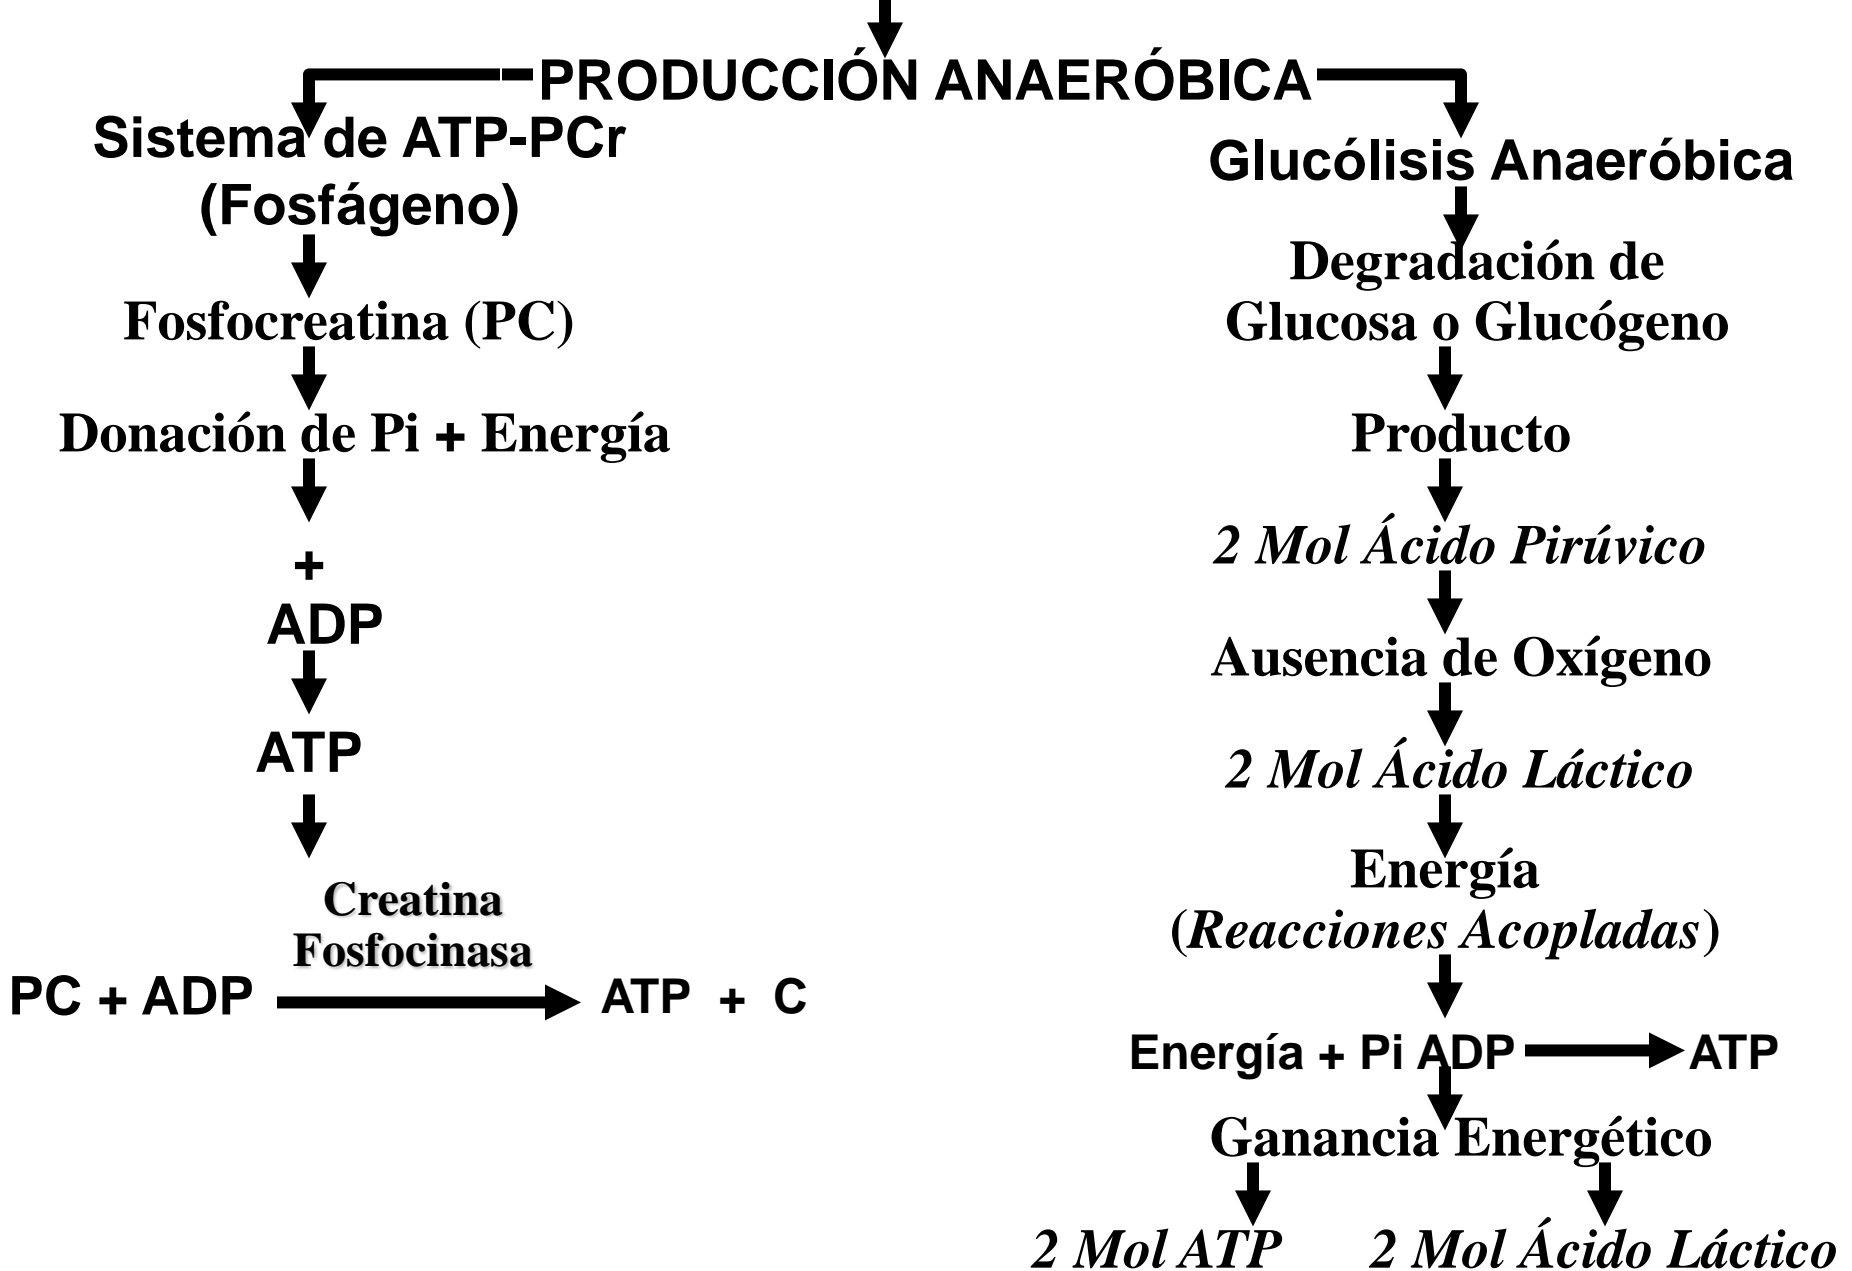 PRODUCCIÓN ANAERÓBICA
Sistema de ATP-PCr
(Fosfágeno)
Fosfocreatina (PC)
Donación de Pi + Energía
+
ADP
ATP
Creatina
Fosfocinasa
PC + ADP
ATP + C
Glucólisis Anaeróbica
Degradación de
Glucosa o Glucógeno
Producto
2 Mol Ácido Pirúvico
Ausencia de Oxígeno
2 Mol Ácido Láctico
Energía
(Reacciones Acopladas)
Energía + Pi ADP
ATP
Ganancia Energético
2 Mol ATP
2 Mol Ácido Láctico